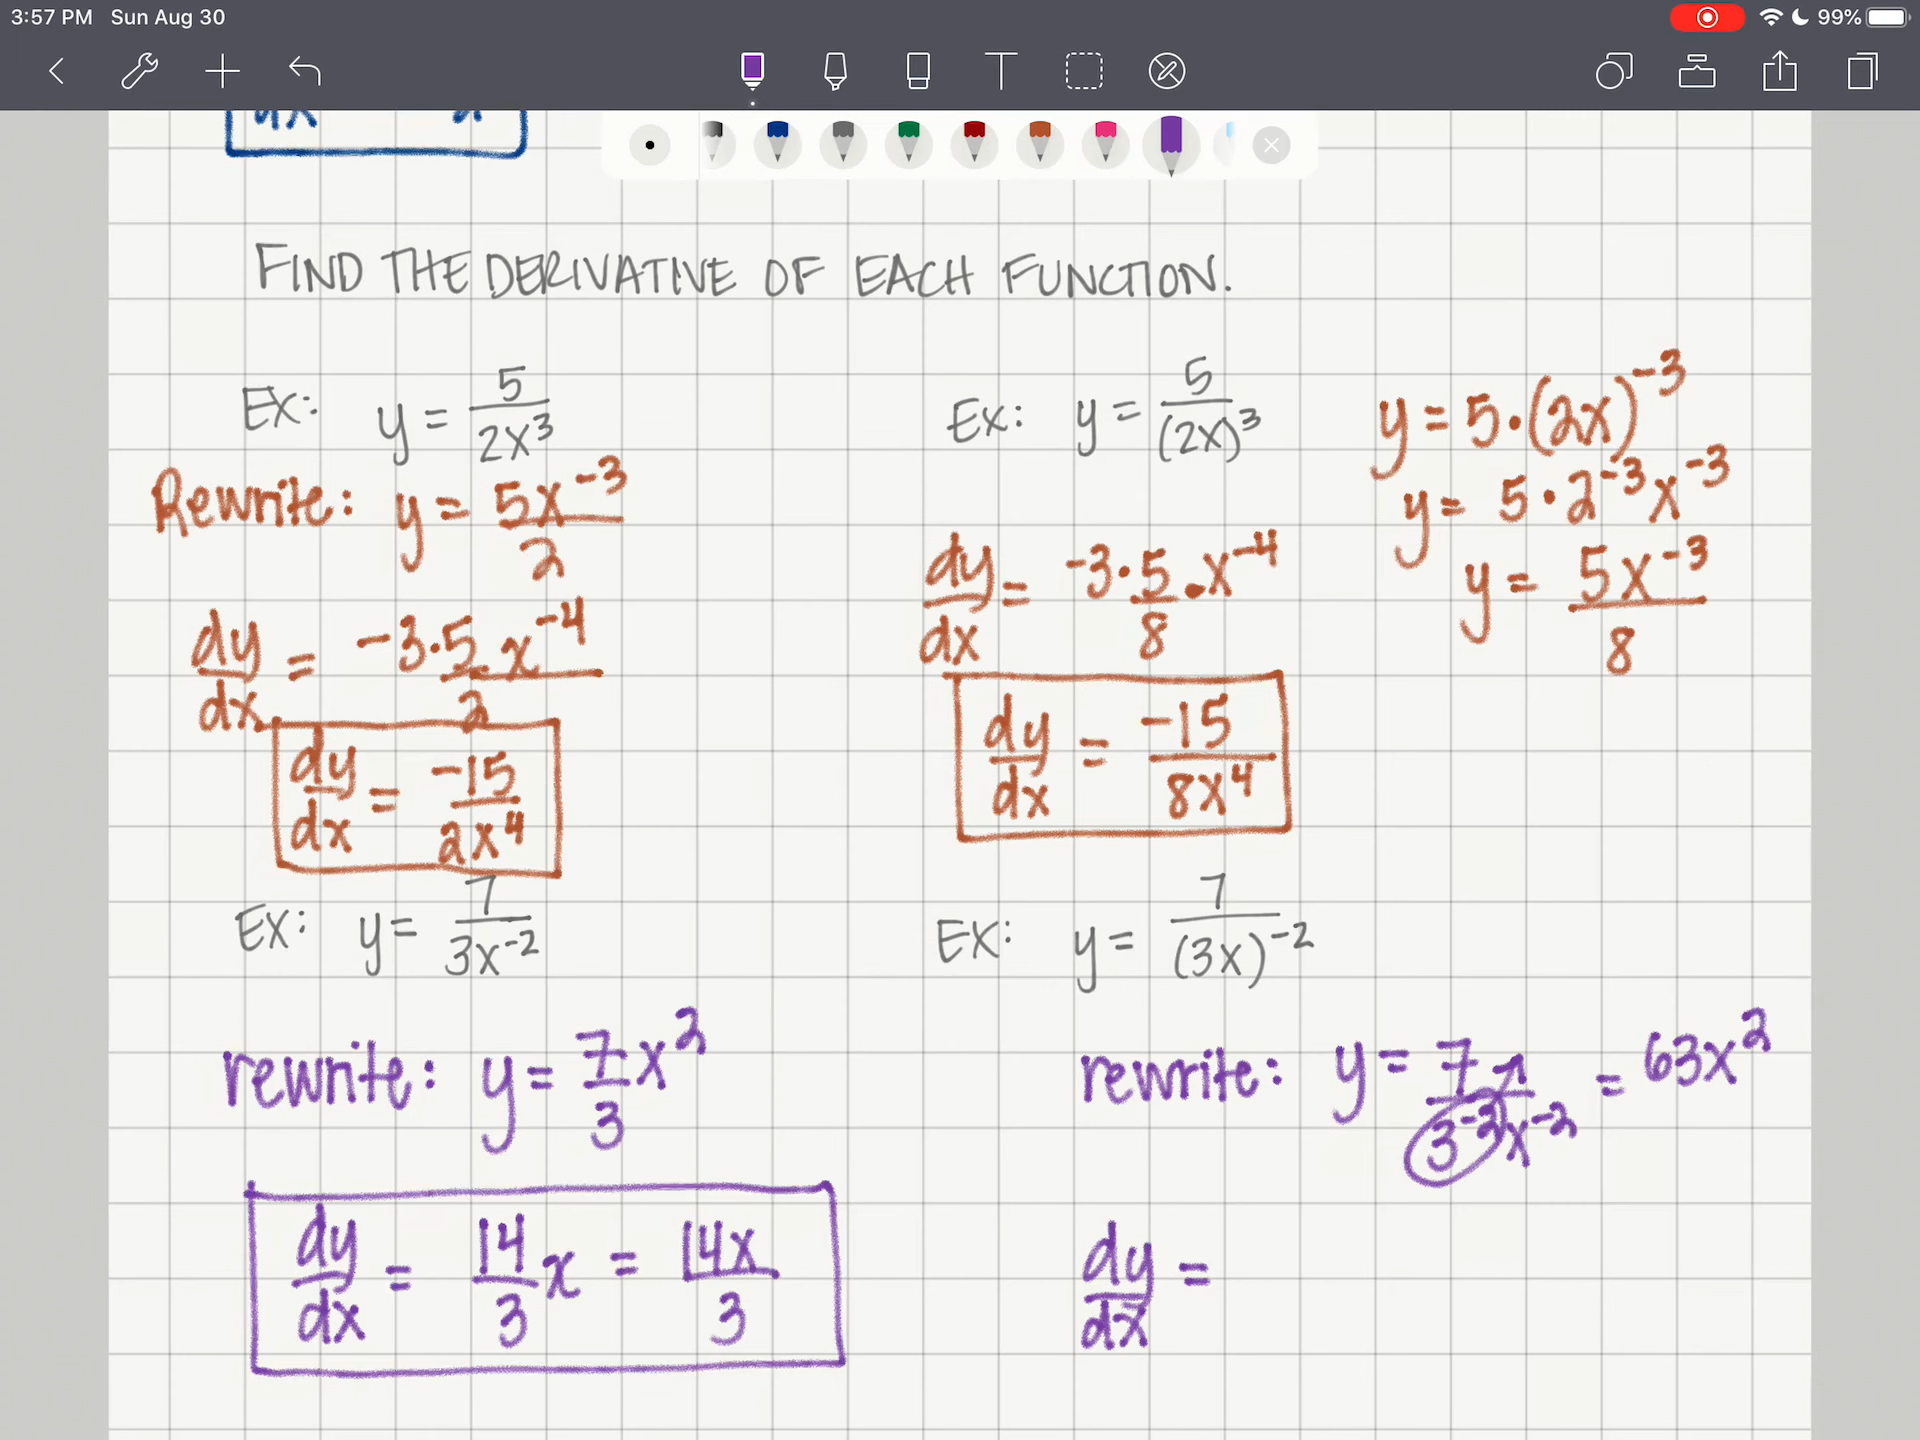 3:57 PM Sun Aug 30 99%
dx x
FIND THE DERIVATIVE OF EACH FUNCTION.
Ex: y = 5/2x³
Rewrite: y = 5x⁻³/2
dy/dx = -3·5/2 x⁻⁴
dy/dx = -15/2x⁴
Ex: y = 5/(2x)³
y = 5·(2x)⁻³
y = 5·2⁻³x⁻³
y = 5x⁻³/8
dy/dx = -3·5/8·x⁻⁴
dy/dx = -15/8x⁴
Ex: y = 7/3x⁻²
rewrite: y = 7/3 x²
dy/dx = 14/3 x = 14x/3
Ex: y = 7/(3x)⁻²
rewrite: y = 7/3⁻²x⁻² = 63x²
dy/dx =